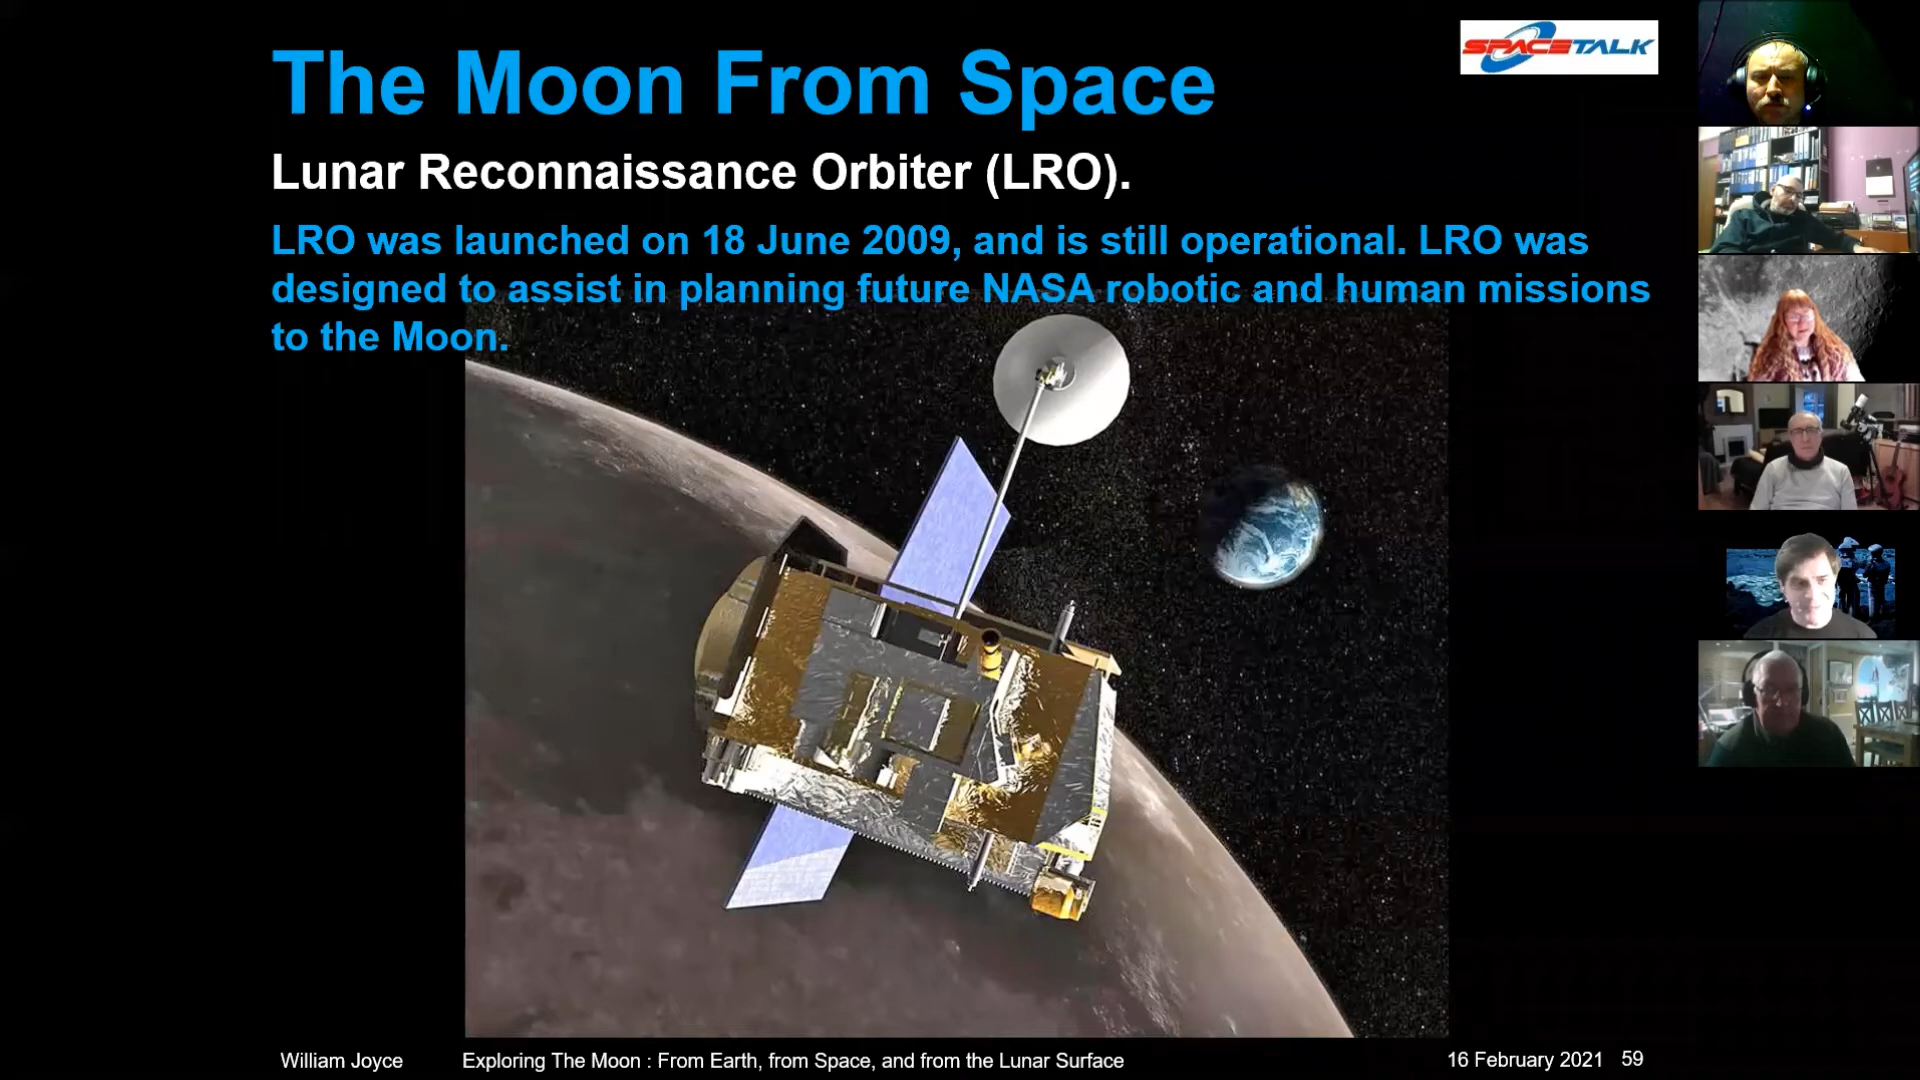 The Moon From Space
SPACETALK
Lunar Reconnaissance Orbiter (LRO).
LRO was launched on 18 June 2009, and is still operational. LRO was
designed to assist in planning future NASA robotic and human missions
to the Moon.
William Joyce
Exploring The Moon : From Earth, from Space, and from the Lunar Surface
16 February 2021
59